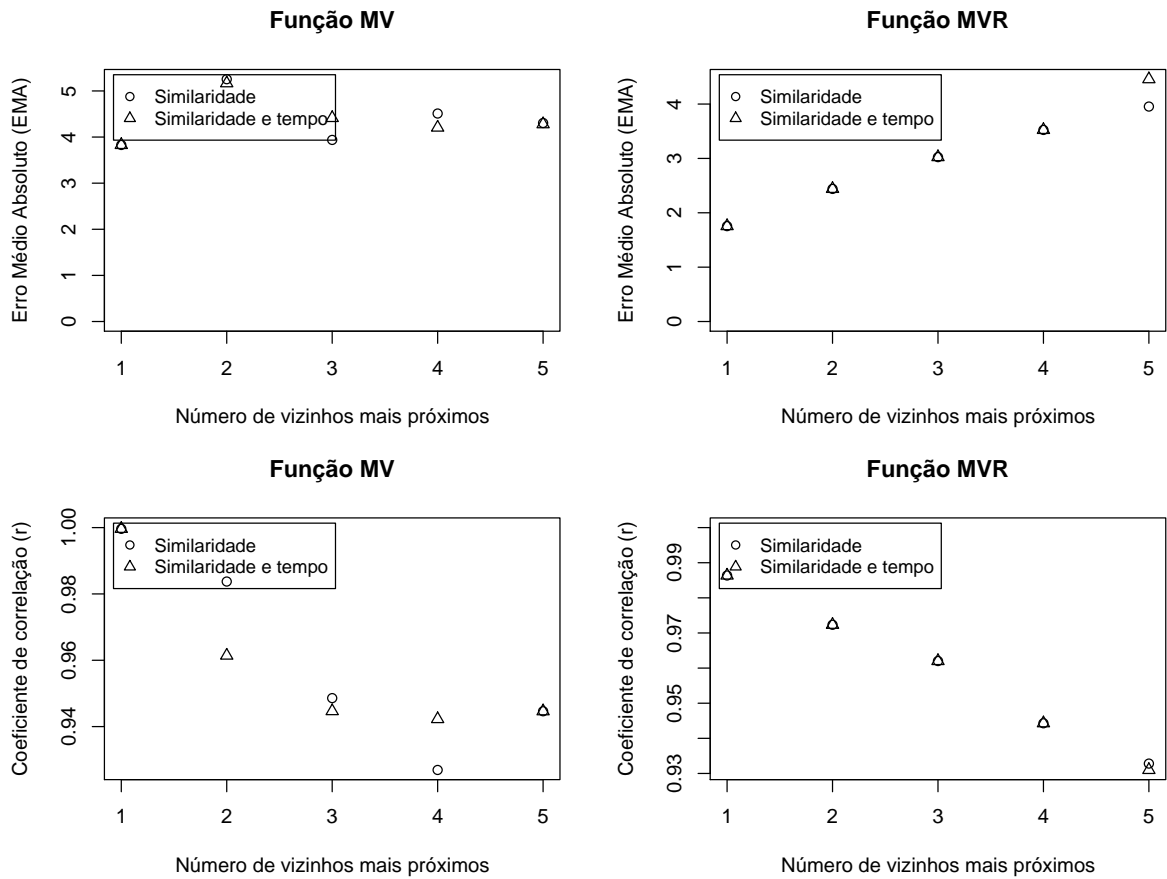 Função MV
Erro Médio Absoluto (EMA)
5
4
3
2
1
0
Similaridade
Similaridade e tempo
1 2 3 4 5
Número de vizinhos mais próximos
Função MVR
Erro Médio Absoluto (EMA)
4
3
2
1
0
Similaridade
Similaridade e tempo
1 2 3 4 5
Número de vizinhos mais próximos
Função MV
Coeficiente de correlação (r)
1.00
0.98
0.96
0.94
Similaridade
Similaridade e tempo
1 2 3 4 5
Número de vizinhos mais próximos
Função MVR
Coeficiente de correlação (r)
0.99
0.97
0.95
0.93
Similaridade
Similaridade e tempo
1 2 3 4 5
Número de vizinhos mais próximos